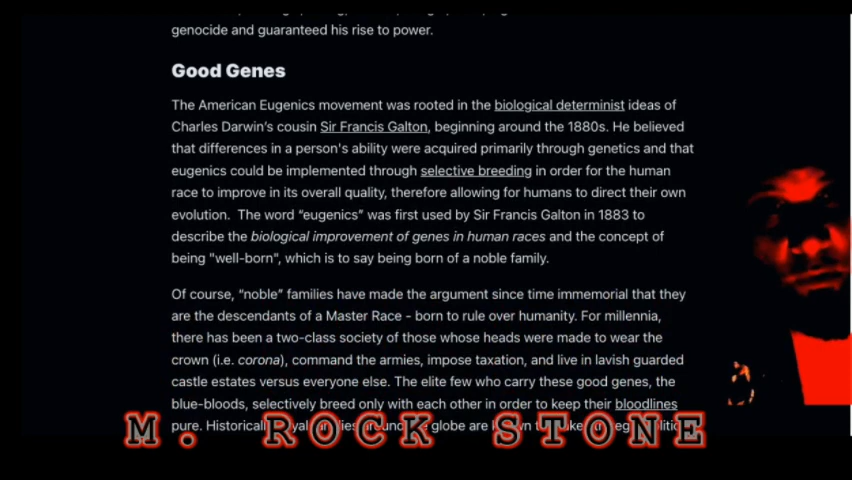 genocide and guaranteed his rise to power.
Good Genes
The American Eugenics movement was rooted in the biological determinist ideas of
Charles Darwin's cousin Sir Francis Galton, beginning around the 1880s. He believed
that differences in a person's ability were acquired primarily through genetics and that
eugenics could be implemented through selective breeding in order for the human
race to improve in its overall quality, therefore allowing for humans to direct their own
evolution. The word “eugenics” was first used by Sir Francis Galton in 1883 to
describe the biological improvement of genes in human races and the concept of
being "well-born", which is to say being born of a noble family.
Of course, “noble” families have made the argument since time immemorial that they
are the descendants of a Master Race - born to rule over humanity. For millennia,
there has been a two-class society of those whose heads were made to wear the
crown (i.e. corona), command the armies, impose taxation, and live in lavish guarded
castle estates versus everyone else. The elite few who carry these good genes, the
blue-bloods, selectively breed only with each other in order to keep their bloodlines
pure. globe are
M. ROCK STONE